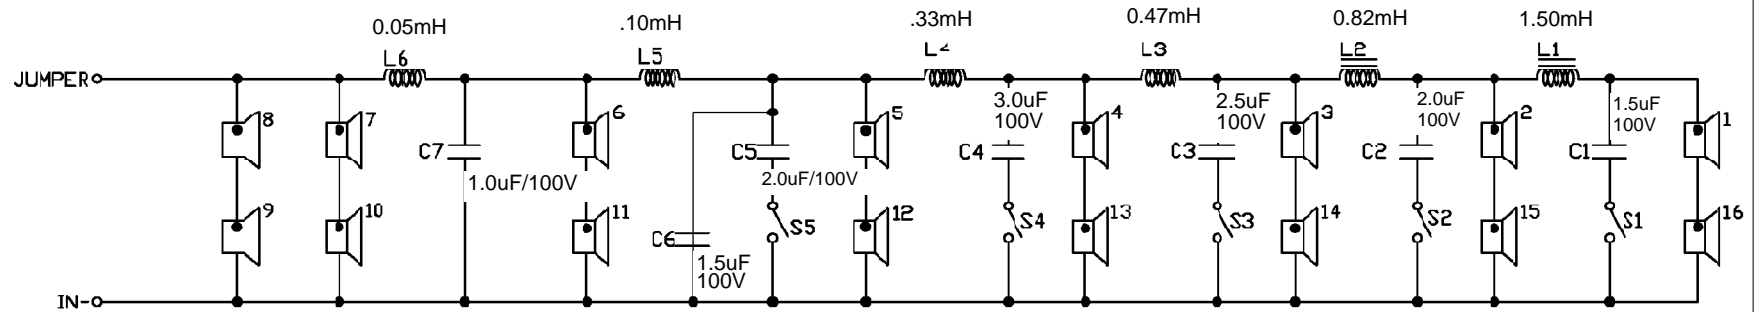 0.05mH
.10mH
.33mH
0.47mH
0.82mH
1.50mH
L6
L5
L4
L3
L2
L1
JUMPER
8
7
6
5
3.0uF
100V
4
2.5uF
100V
3
2.0uF
100V
2
1.5uF
100V
1
C7
C5
C4
C3
C2
C1
1.0uF/100V
2.0uF/100V
9
10
11
12
13
14
15
16
C6
S5
S4
S3
S2
S1
1.5uF
100V
IN-